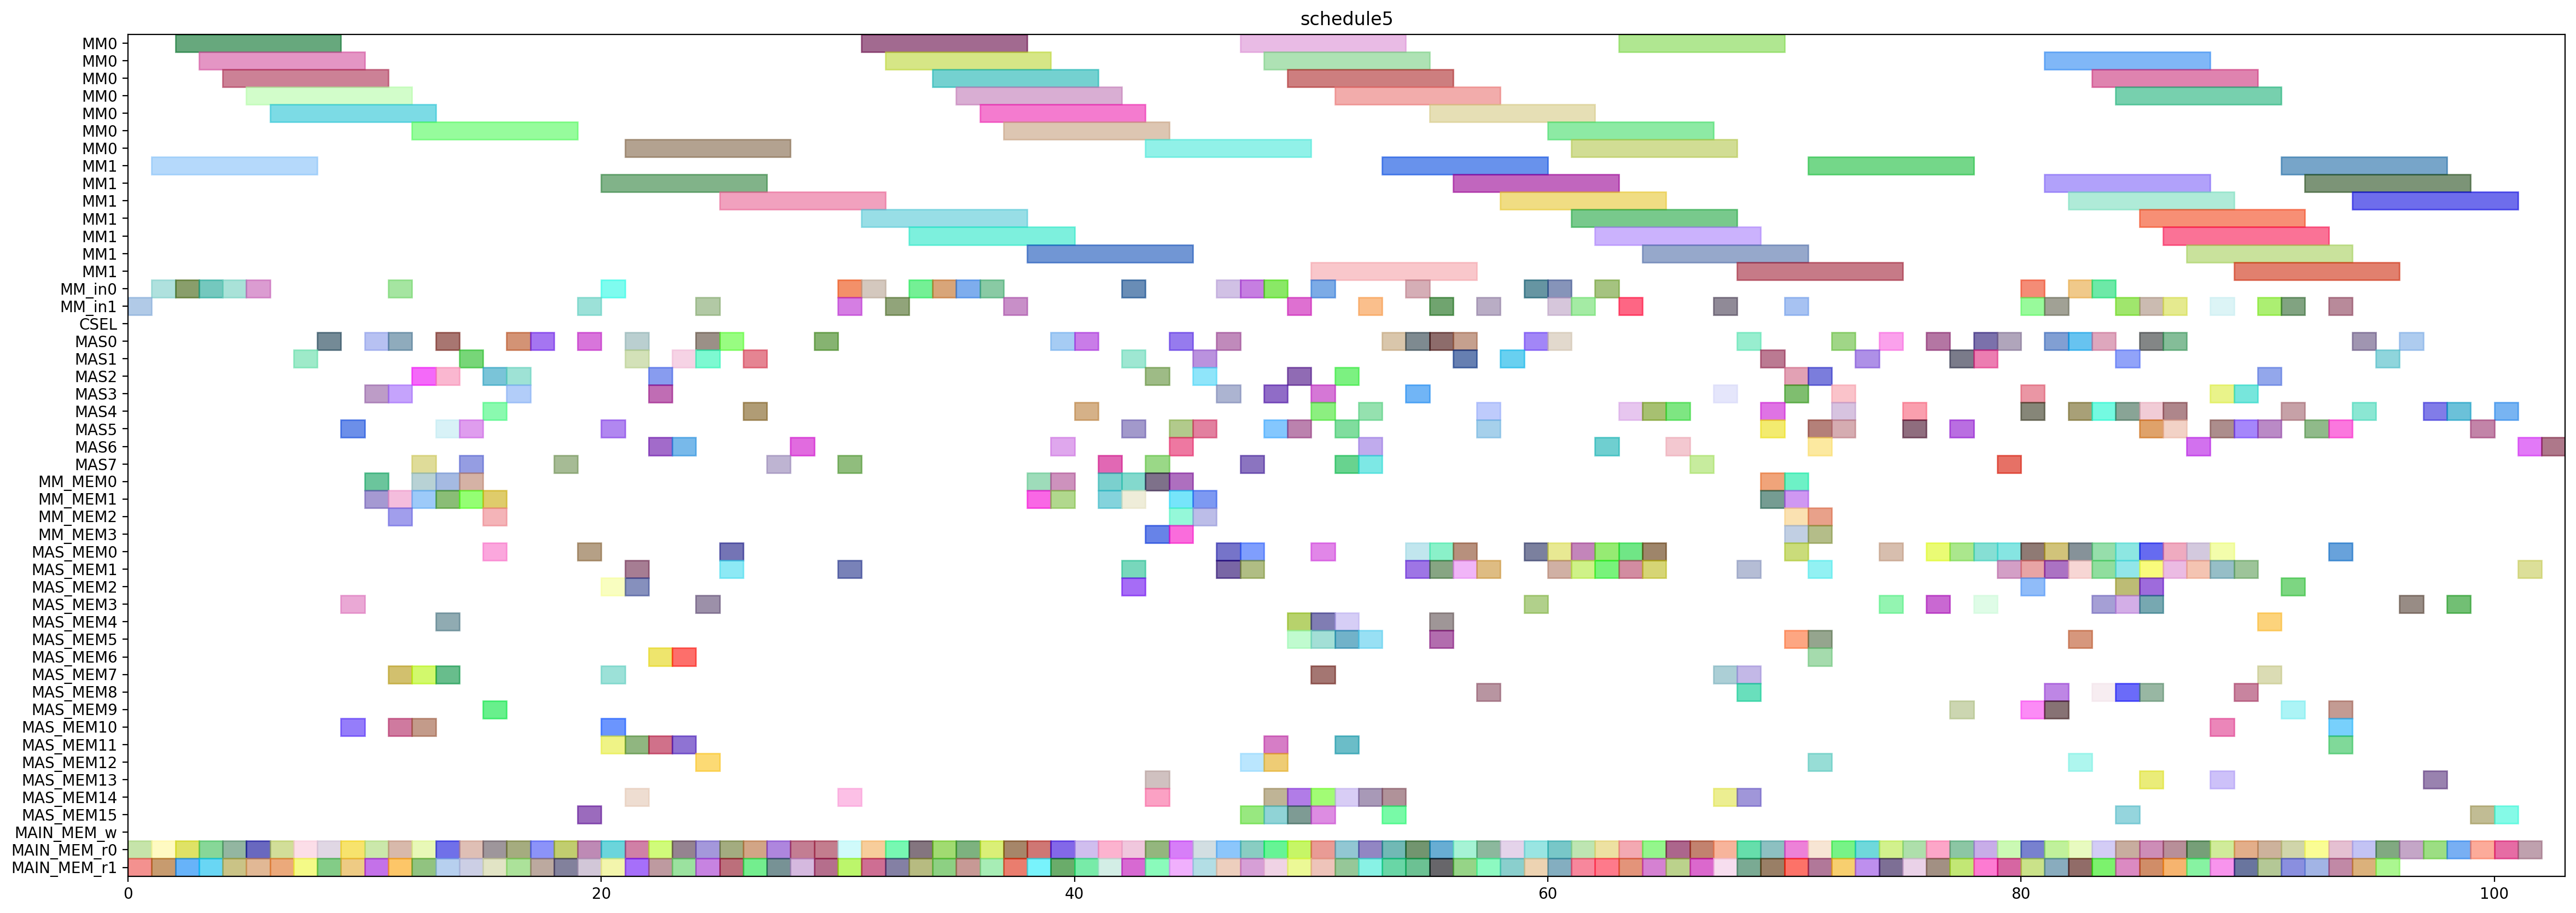 schedule5
MM0
MM0
MM0
MM0
MM0
MM0
MM0
MM1
MM1
MM1
MM1
MM1
MM1
MM1
MM_in0
MM_in1
CSEL
MAS0
MAS1
MAS2
MAS3
MAS4
MAS5
MAS6
MAS7
MM_MEM0
MM_MEM1
MM_MEM2
MM_MEM3
MAS_MEM0
MAS_MEM1
MAS_MEM2
MAS_MEM3
MAS_MEM4
MAS_MEM5
MAS_MEM6
MAS_MEM7
MAS_MEM8
MAS_MEM9
MAS_MEM10
MAS_MEM11
MAS_MEM12
MAS_MEM13
MAS_MEM14
MAS_MEM15
MAIN_MEM_w
MAIN_MEM_r0
MAIN_MEM_r1
0 20 40 60 80 100